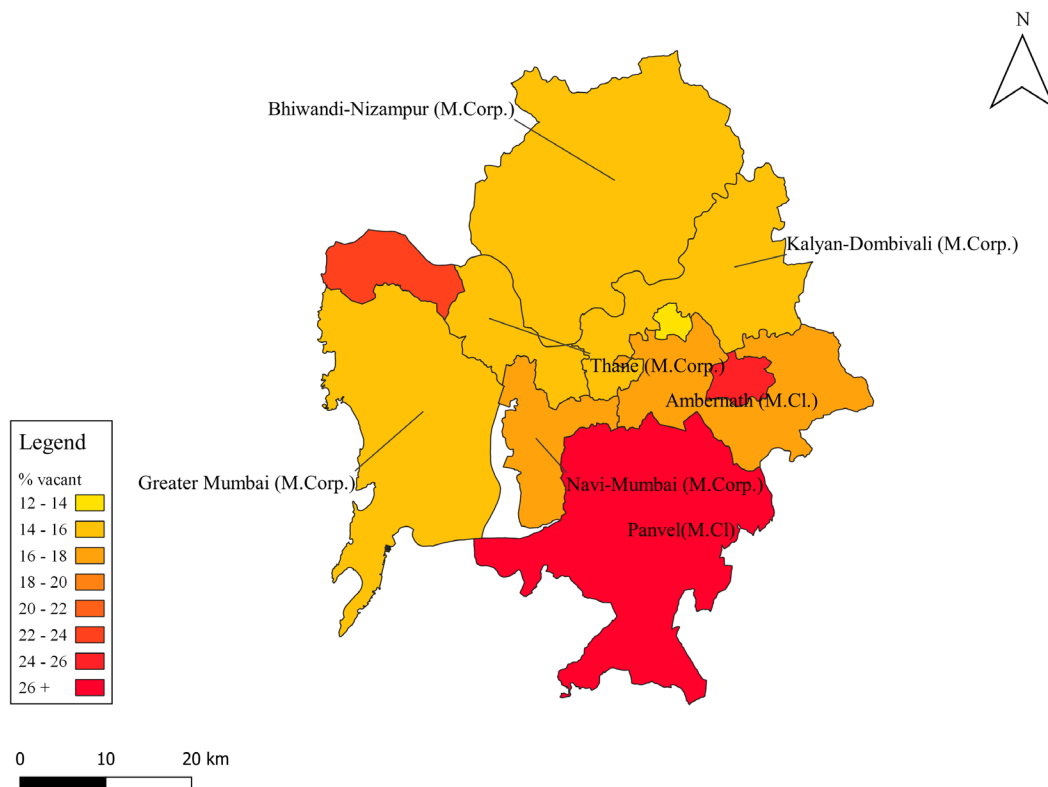 N
Bhiwandi-Nizampur (M.Corp.)
Kalyan-Dombivali (M.Corp.)
Thane (M.Corp.)
Ambernath (M.Cl.)
Greater Mumbai (M.Corp.)
Navi-Mumbai (M.Corp.)
Panvel(M.Cl)
Legend
% vacant
12 - 14
14 - 16
16 - 18
18 - 20
20 - 22
22 - 24
24 - 26
26 +
0 10 20 km